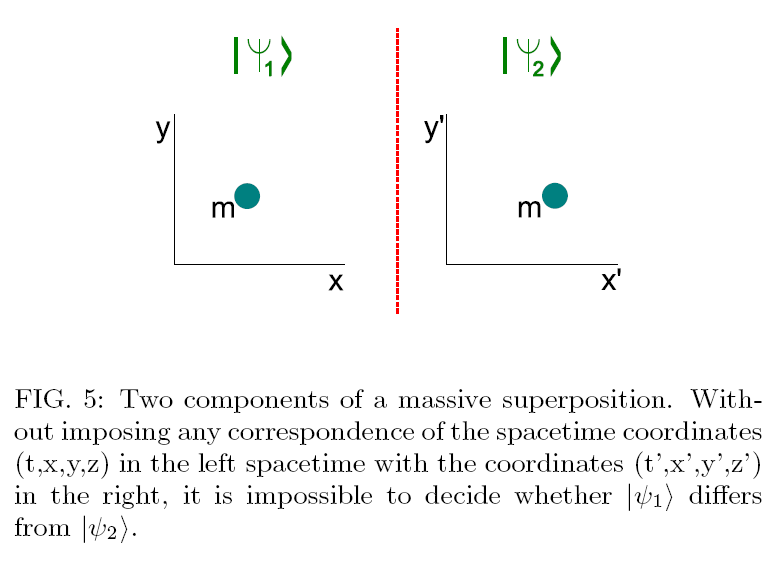 |Ψ1⟩ |Ψ2⟩
y y'
m m
x x'
FIG. 5: Two components of a massive superposition. With-
out imposing any correspondence of the spacetime coordinates
(t,x,y,z) in the left spacetime with the coordinates (t',x',y',z')
in the right, it is impossible to decide whether |ψ1⟩ differs
from |ψ2⟩.